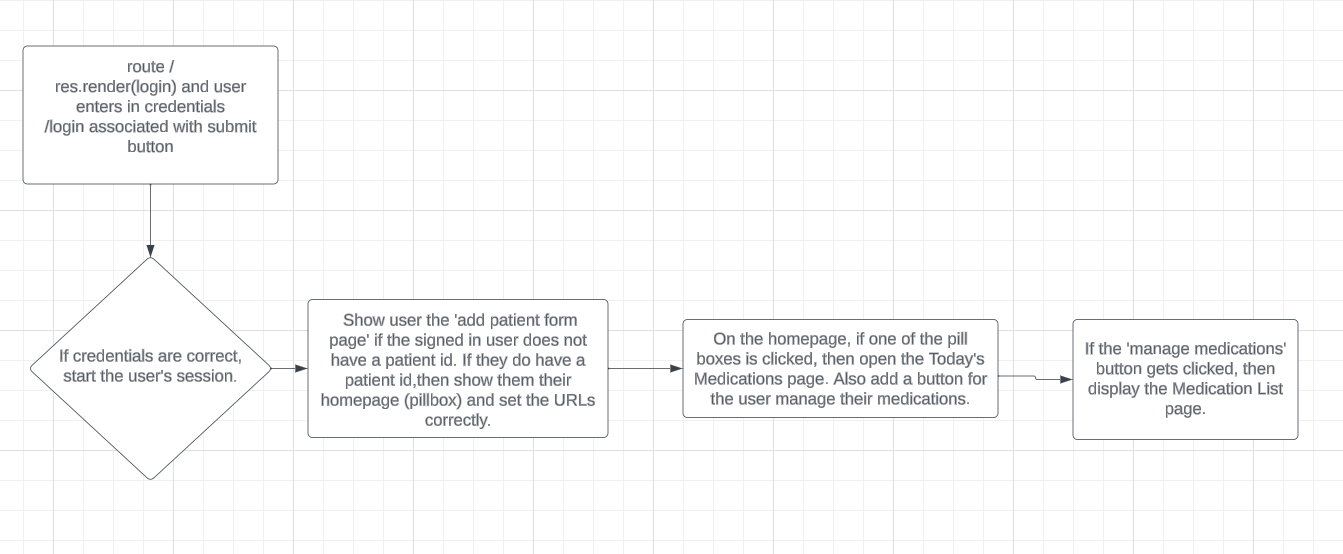 route /
res.render(login) and user
enters in credentials
/login associated with submit
button
If credentials are correct,
start the user's session.
Show user the 'add patient form
page' if the signed in user does not
have a patient id. If they do have a
patient id,then show them their
homepage (pillbox) and set the URLs
correctly.
On the homepage, if one of the pill
boxes is clicked, then open the Today's
Medications page. Also add a button for
the user manage their medications.
If the 'manage medications'
button gets clicked, then
display the Medication List
page.